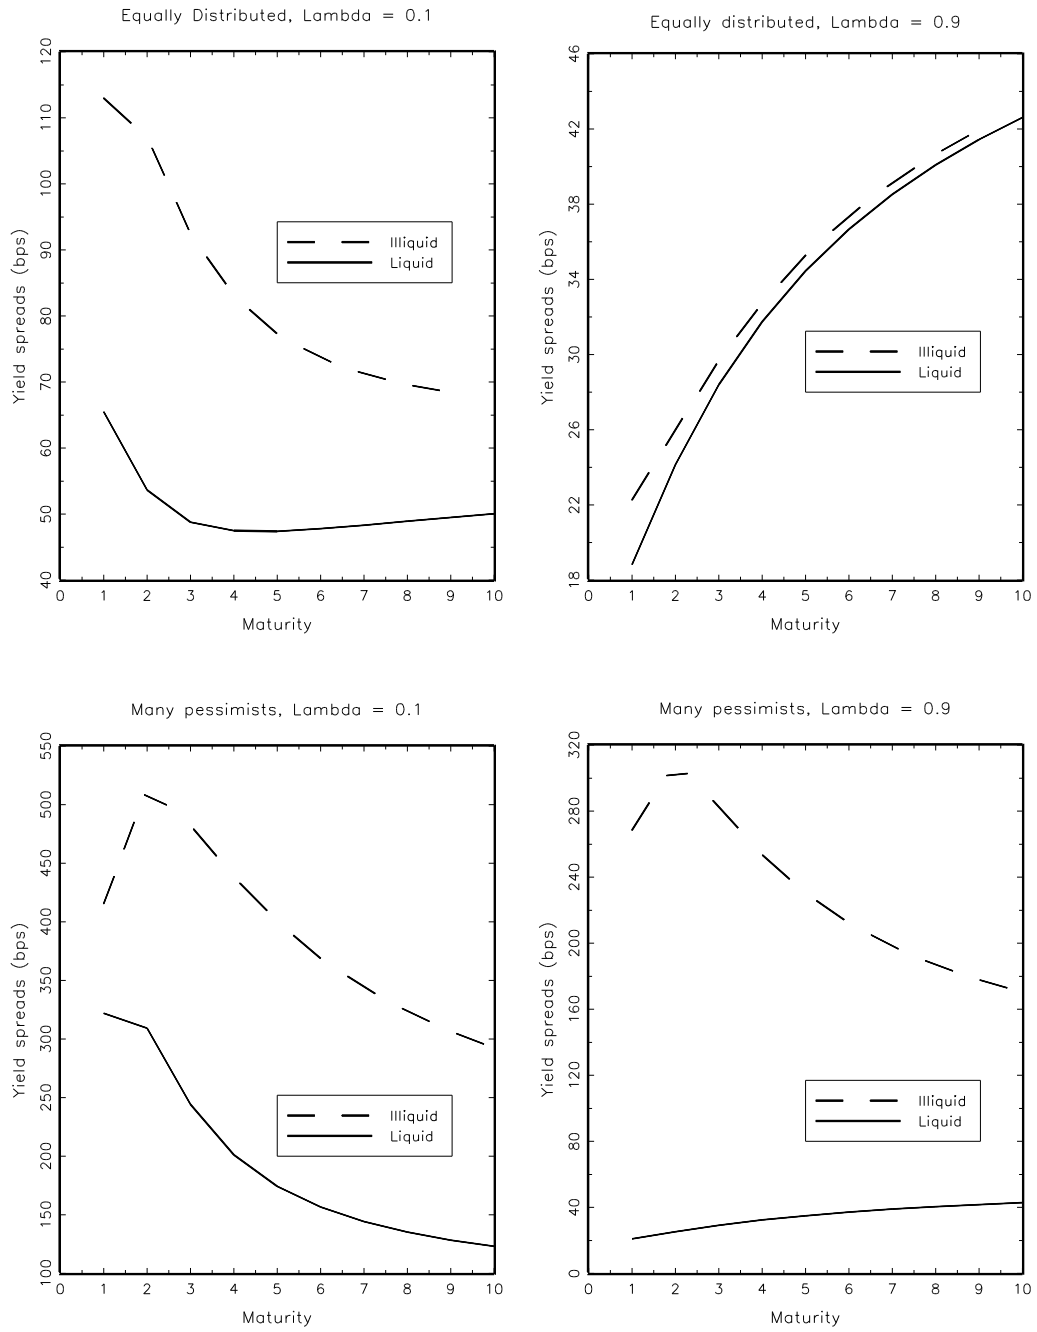 Equally Distributed, Lambda = 0.1
Yield spreads (bps)
120
110
100
90
80
70
60
50
40
Illiquid
Liquid
0 1 2 3 4 5 6 7 8 9 10
Maturity
Equally distributed, Lambda = 0.9
Yield spreads (bps)
46
42
38
34
30
26
22
18
Illiquid
Liquid
0 1 2 3 4 5 6 7 8 9 10
Maturity
Many pessimists, Lambda = 0.1
Yield spreads (bps)
550
500
450
400
350
300
250
200
150
100
Illiquid
Liquid
0 1 2 3 4 5 6 7 8 9 10
Maturity
Many pessimists, Lambda = 0.9
Yield spreads (bps)
320
280
240
200
160
120
80
40
0
Illiquid
Liquid
0 1 2 3 4 5 6 7 8 9 10
Maturity